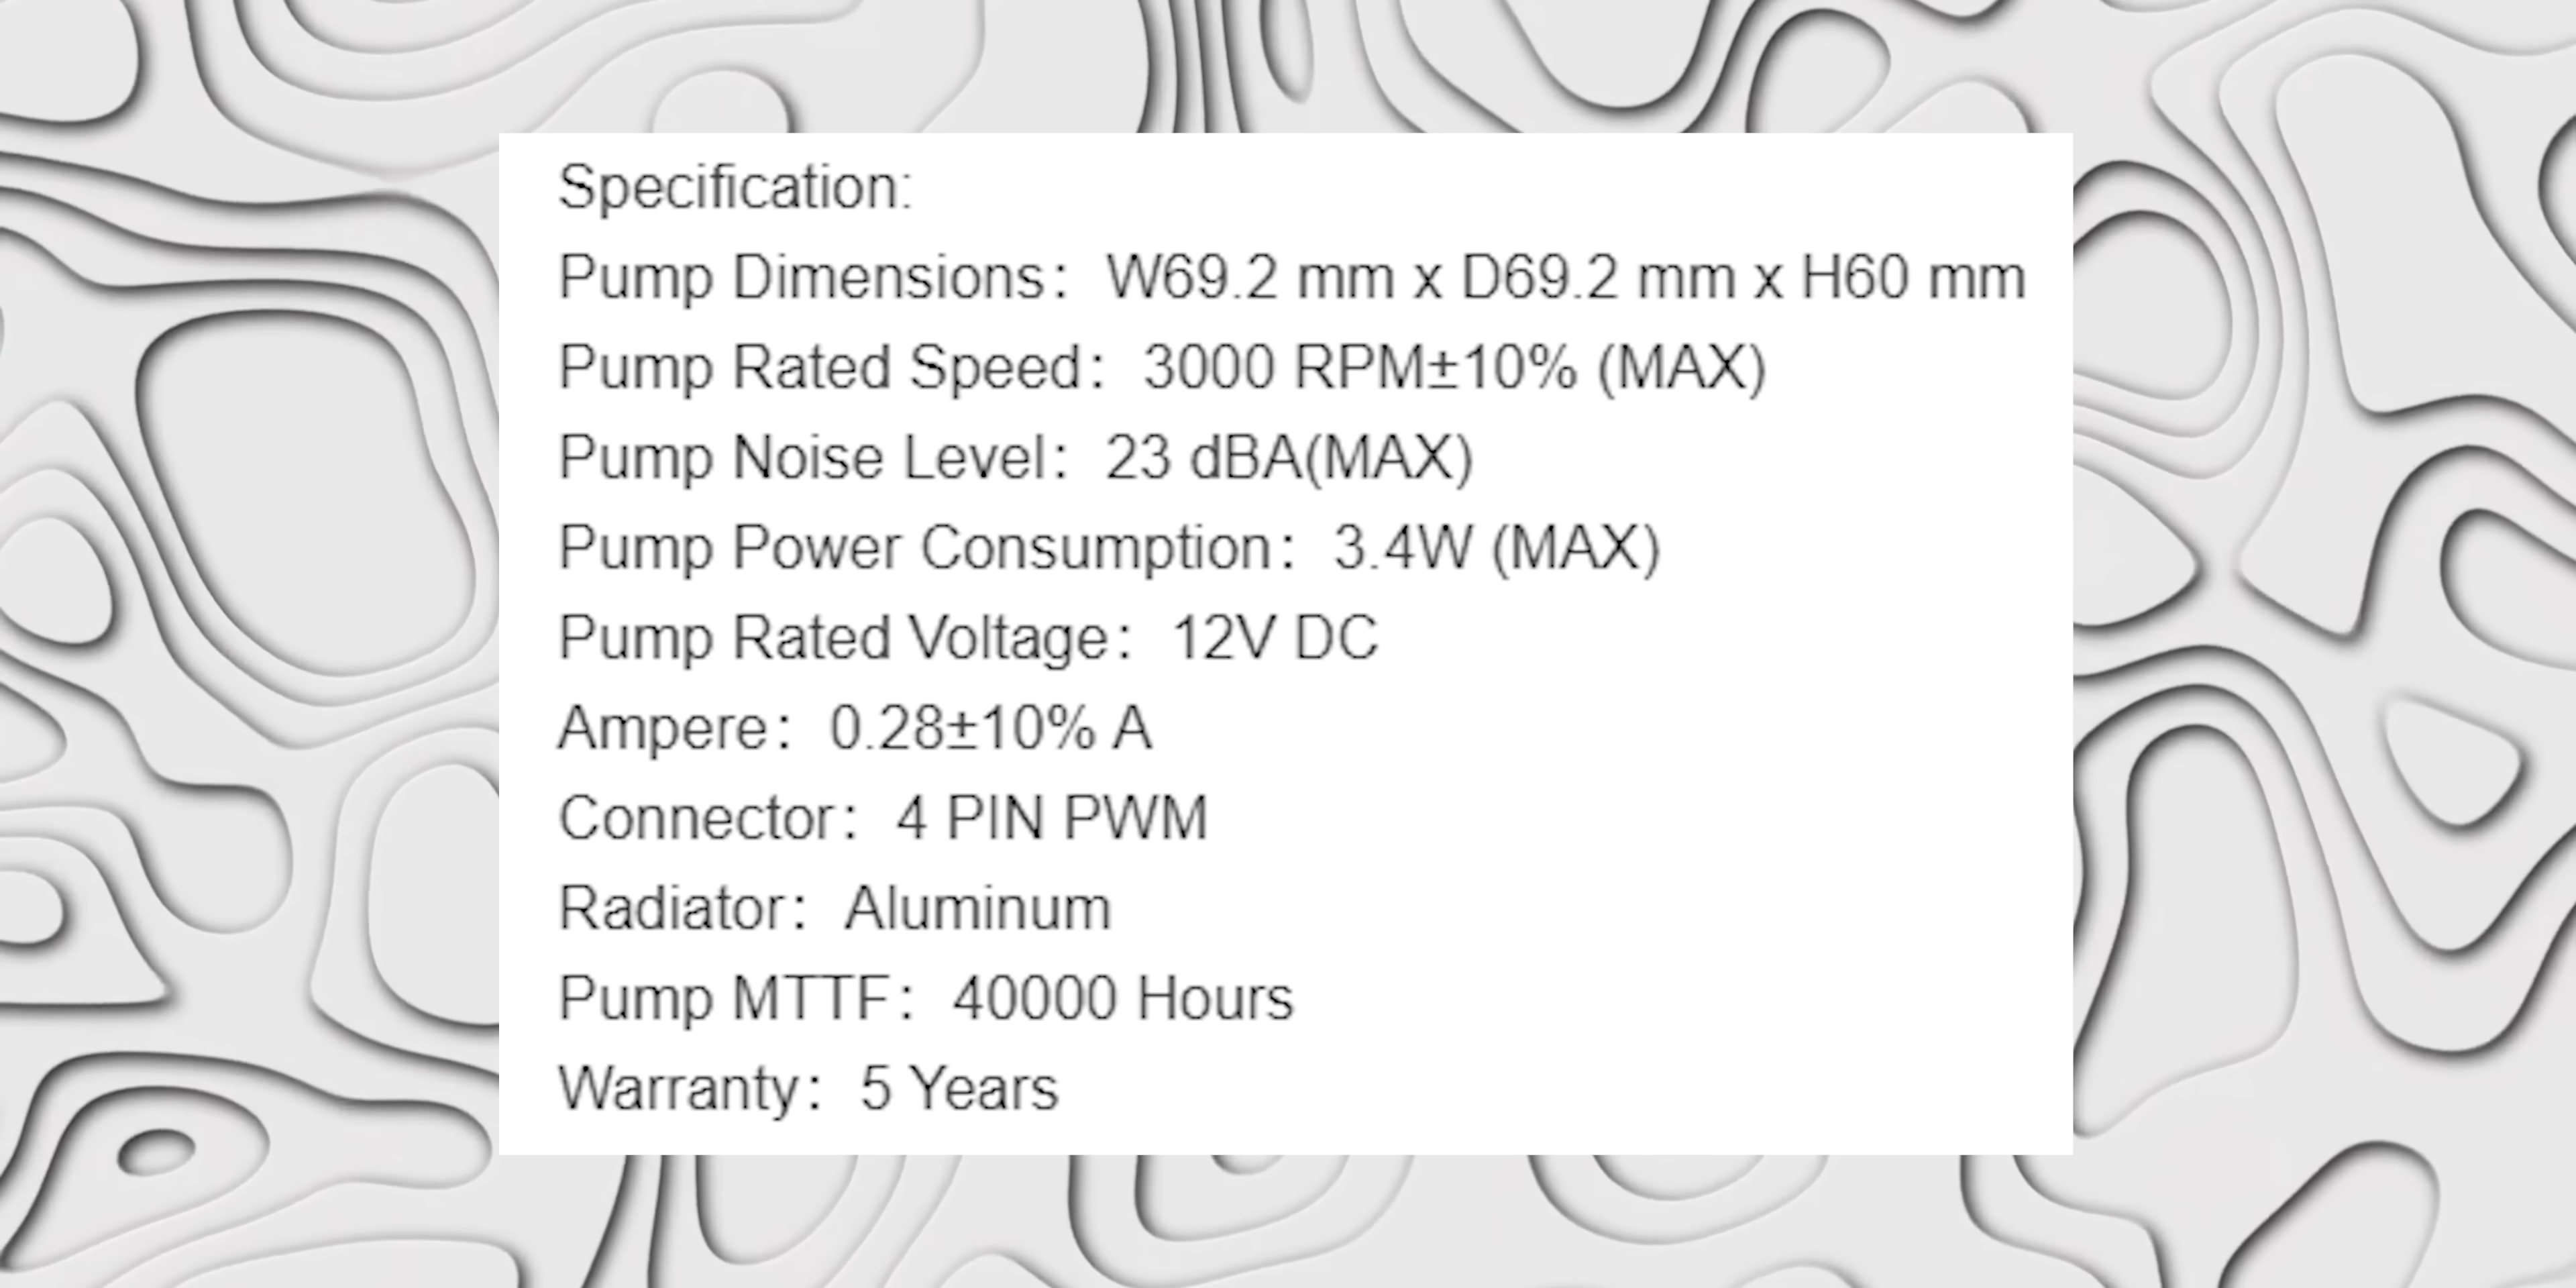 Specification:
Pump Dimensions: W69.2 mm x D69.2 mm x H60 mm
Pump Rated Speed: 3000 RPM±10% (MAX)
Pump Noise Level: 23 dBA(MAX)
Pump Power Consumption: 3.4W (MAX)
Pump Rated Voltage: 12V DC
Ampere: 0.28±10% A
Connector: 4 PIN PWM
Radiator: Aluminum
Pump MTTF: 40000 Hours
Warranty: 5 Years